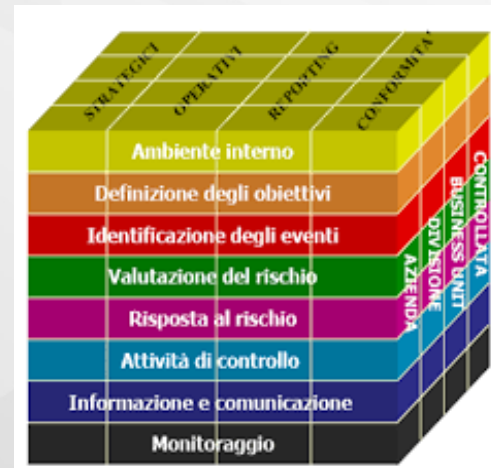 STRATEGICI
OPERATIVI
REPORTING
CONFORMITA'
Ambiente interno
Definizione degli obiettivi
Identificazione degli eventi
Valutazione del rischio
Risposta al rischio
Attività di controllo
Informazione e comunicazione
Monitoraggio
AZIENDA
DIVISIONE
BUSINESS UNIT
CONTROLLATA